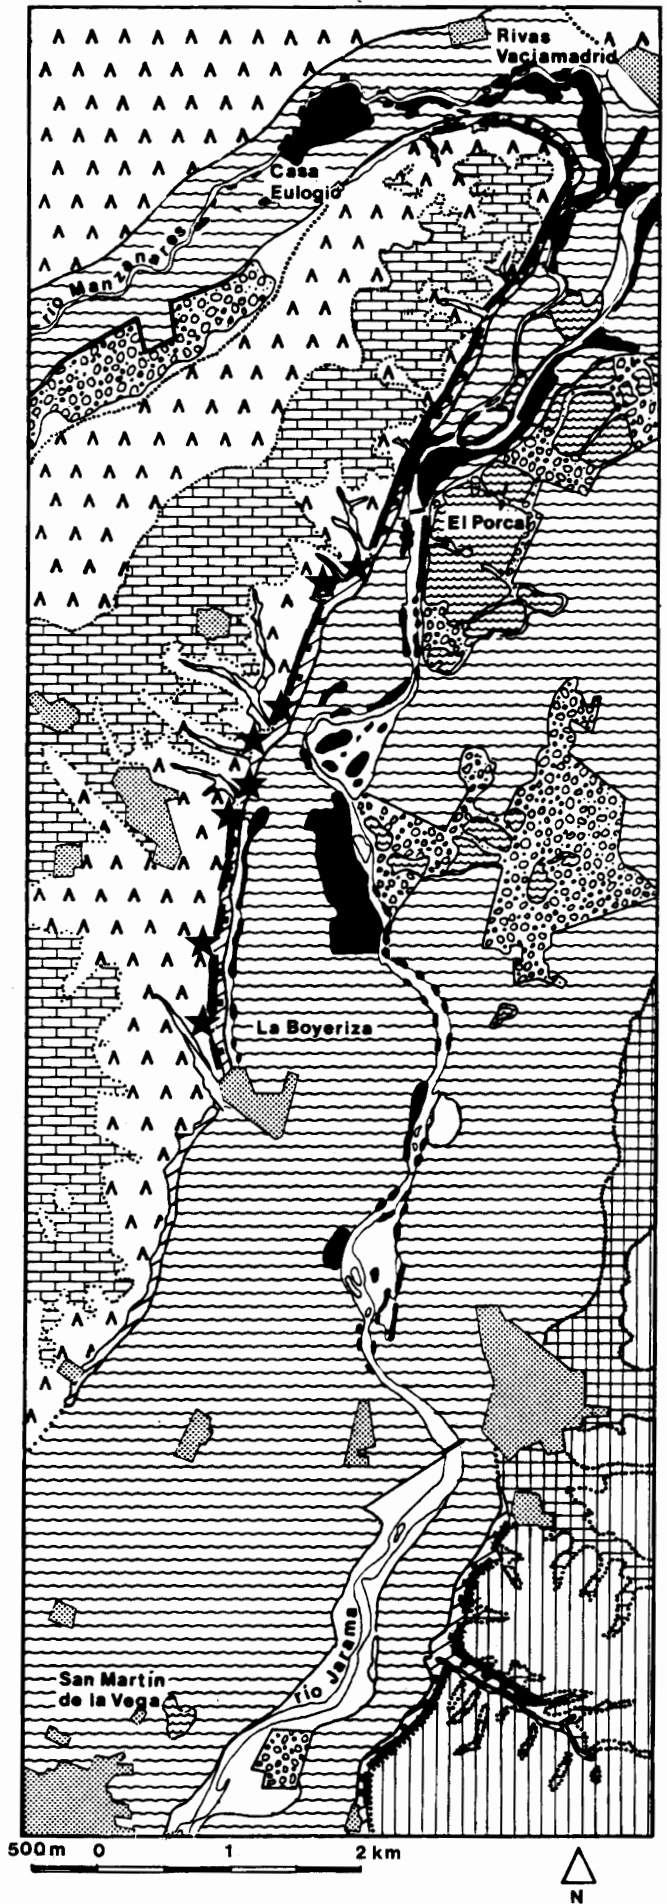 Rivas
Vaciamadrid
Casa
Eulogio
río Manzanares
El Porcal
La Boyeriza
río Jarama
San Martín
de la Vega
500m 0 1 2 km
N